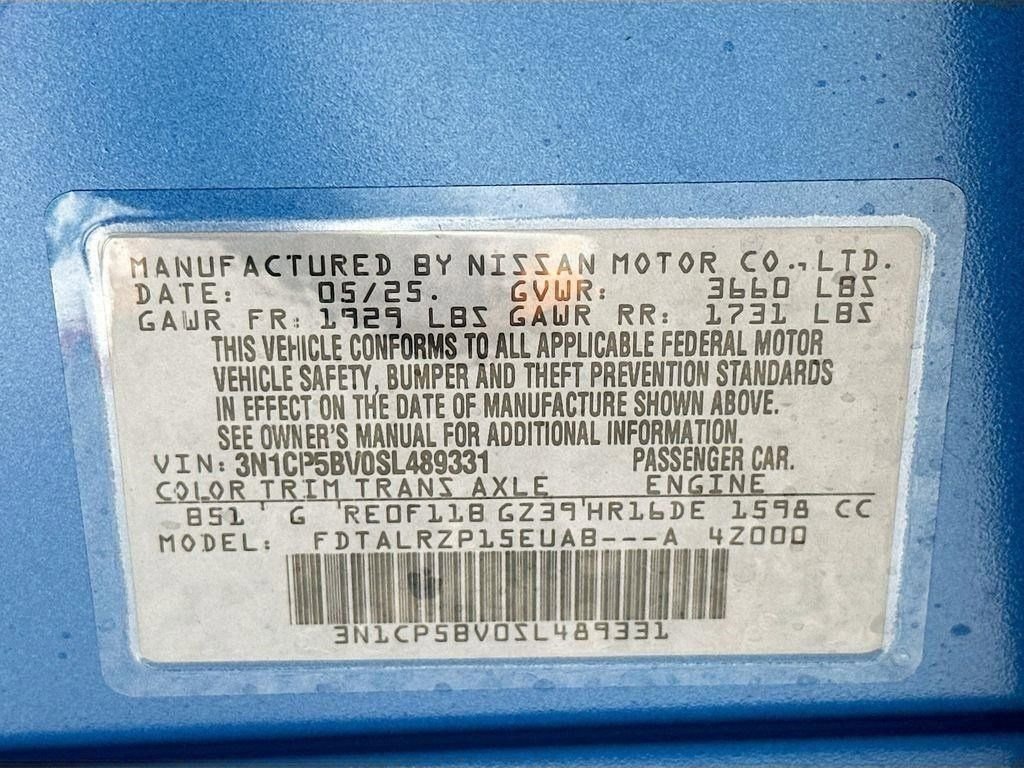 MANUFACTURED BY NISSAN MOTOR CO.,LTD.
DATE: 05/25. GVWR: 3660 LBS
GAWR FR: 1929 LBS GAWR RR: 1731 LBS
THIS VEHICLE CONFORMS TO ALL APPLICABLE FEDERAL MOTOR
VEHICLE SAFETY, BUMPER AND THEFT PREVENTION STANDARDS
IN EFFECT ON THE DATE OF MANUFACTURE SHOWN ABOVE.
SEE OWNER'S MANUAL FOR ADDITIONAL INFORMATION.
VIN: 3N1CP5BV0SL489331 PASSENGER CAR.
COLOR TRIM TRANS AXLE ENGINE
851 G RE0F11B GZ39 HR16DE 1598 CC
MODEL: FDTALRZP15EUAB---A 4Z000
3N1CP5BV0SL489331